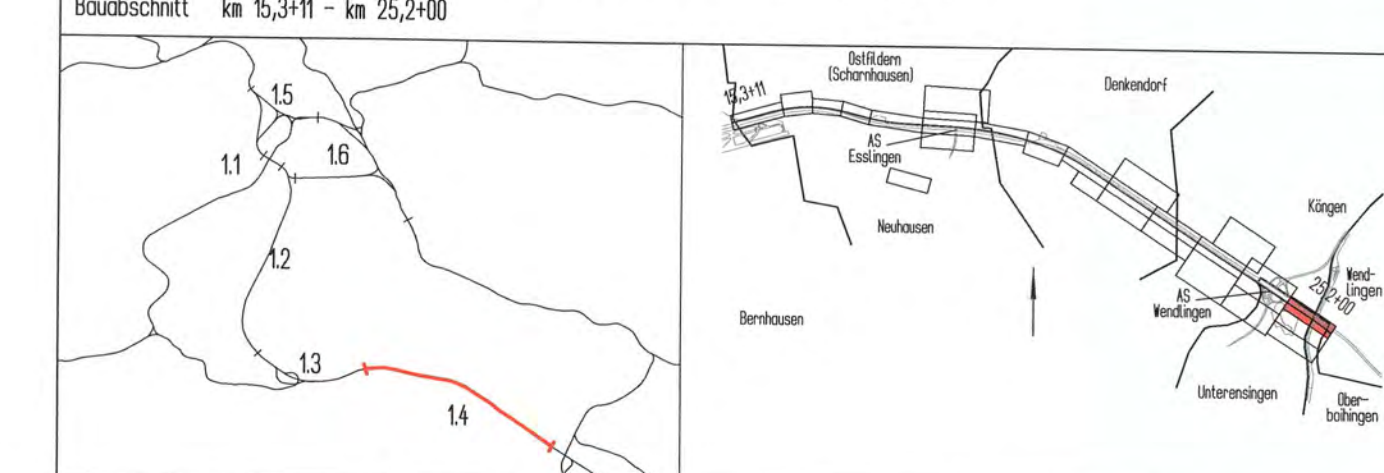 Bauabschnitt km 15,3+11 - km 25,2+00
1.5
1.1
1.6
1.2
1.3
1.4
15,3+11
Ostfildern
(Scharnhausen)
Denkendorf
AS
Esslingen
Neuhausen
Köngen
Wend-
lingen
25,2+00
AS
Wendlingen
Bernhausen
Unterensingen
Ober-
boihingen